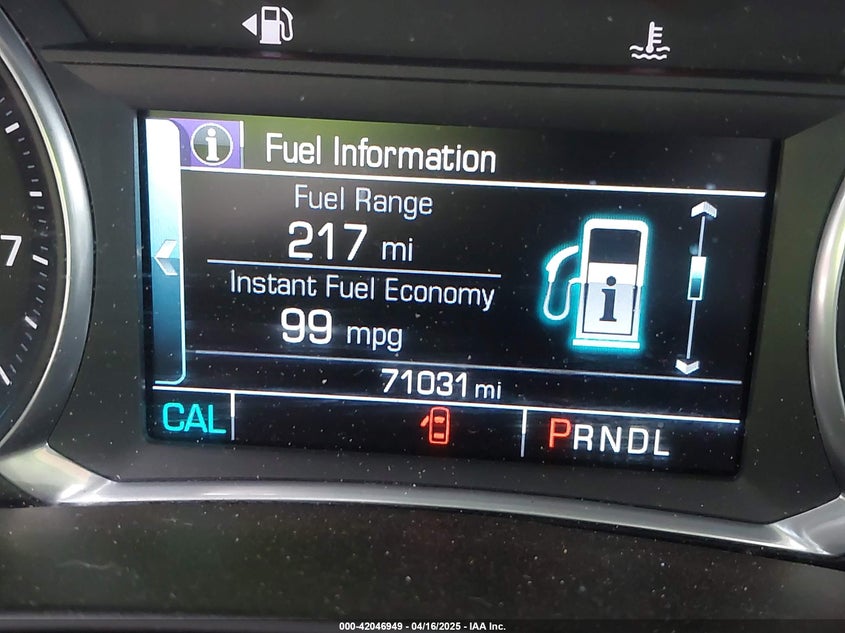 Fuel Information
Fuel Range
217 mi
Instant Fuel Economy
99 mpg
71031 mi
CAL
PRNDL
7
000-42046949 - 04/16/2025 - IAA Inc.